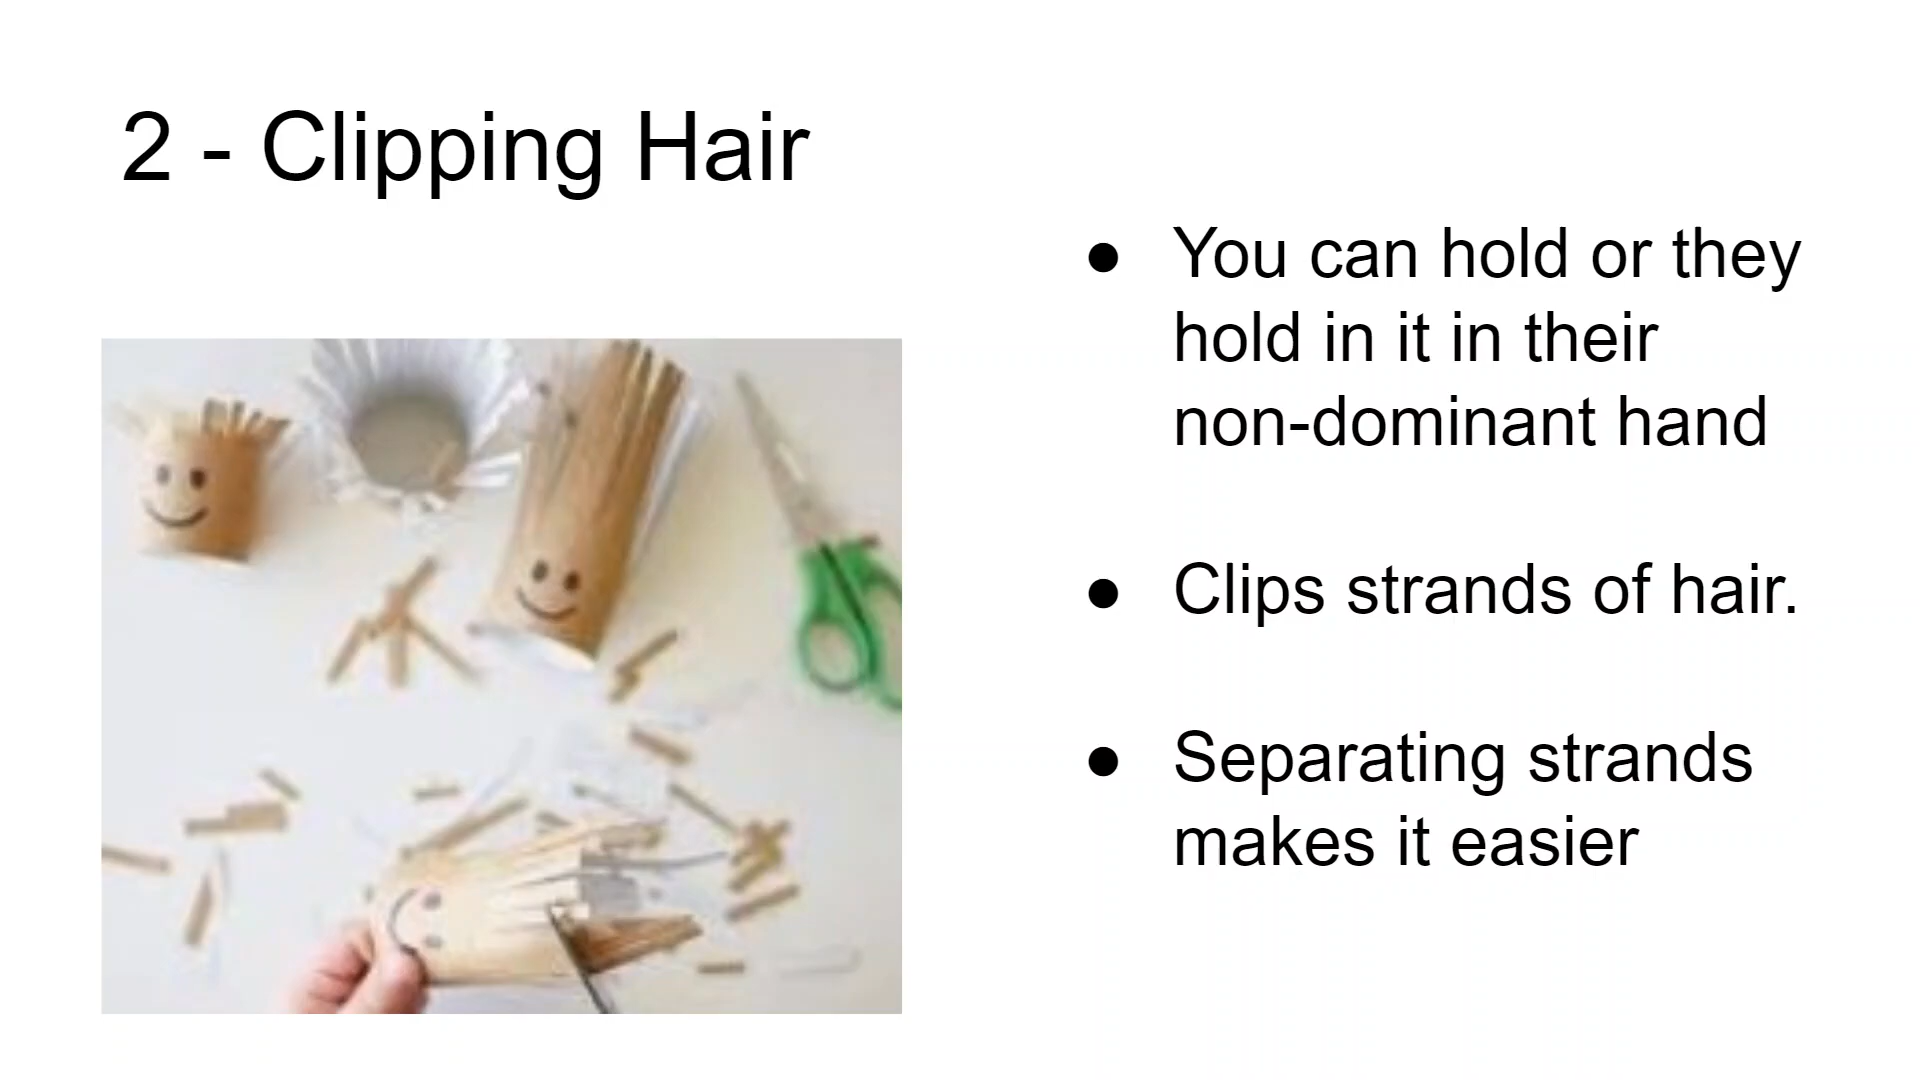 2 - Clipping Hair
● You can hold or they
hold in it in their
non-dominant hand
● Clips strands of hair.
● Separating strands
makes it easier